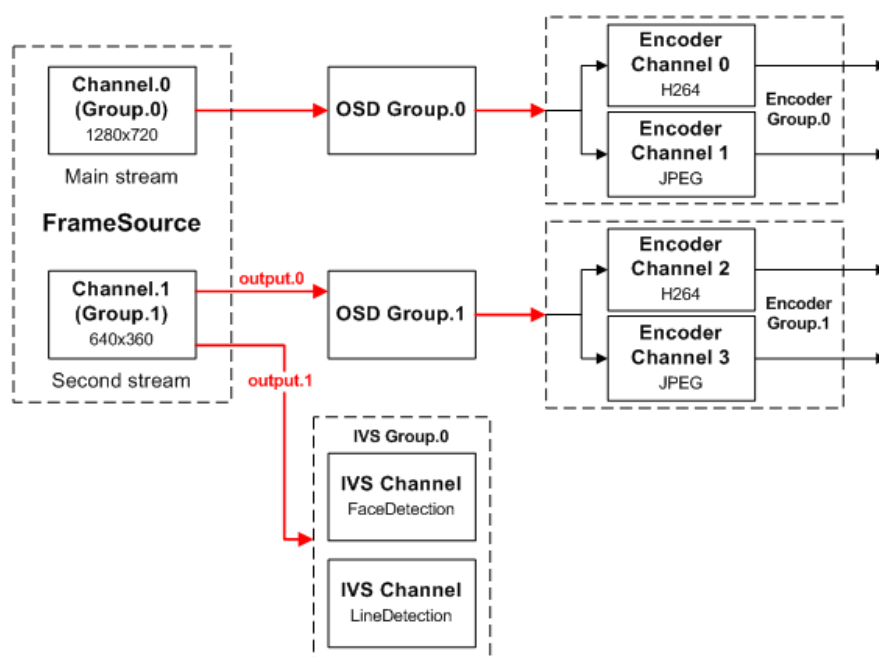 Channel.0
(Group.0)
1280x720
Main stream
FrameSource
Channel.1
(Group.1)
640x360
Second stream
output.0
output.1
OSD Group.0
OSD Group.1
IVS Group.0
IVS Channel
FaceDetection
IVS Channel
LineDetection
Encoder
Channel 0
H264
Encoder
Channel 1
JPEG
Encoder
Group.0
Encoder
Channel 2
H264
Encoder
Channel 3
JPEG
Encoder
Group.1